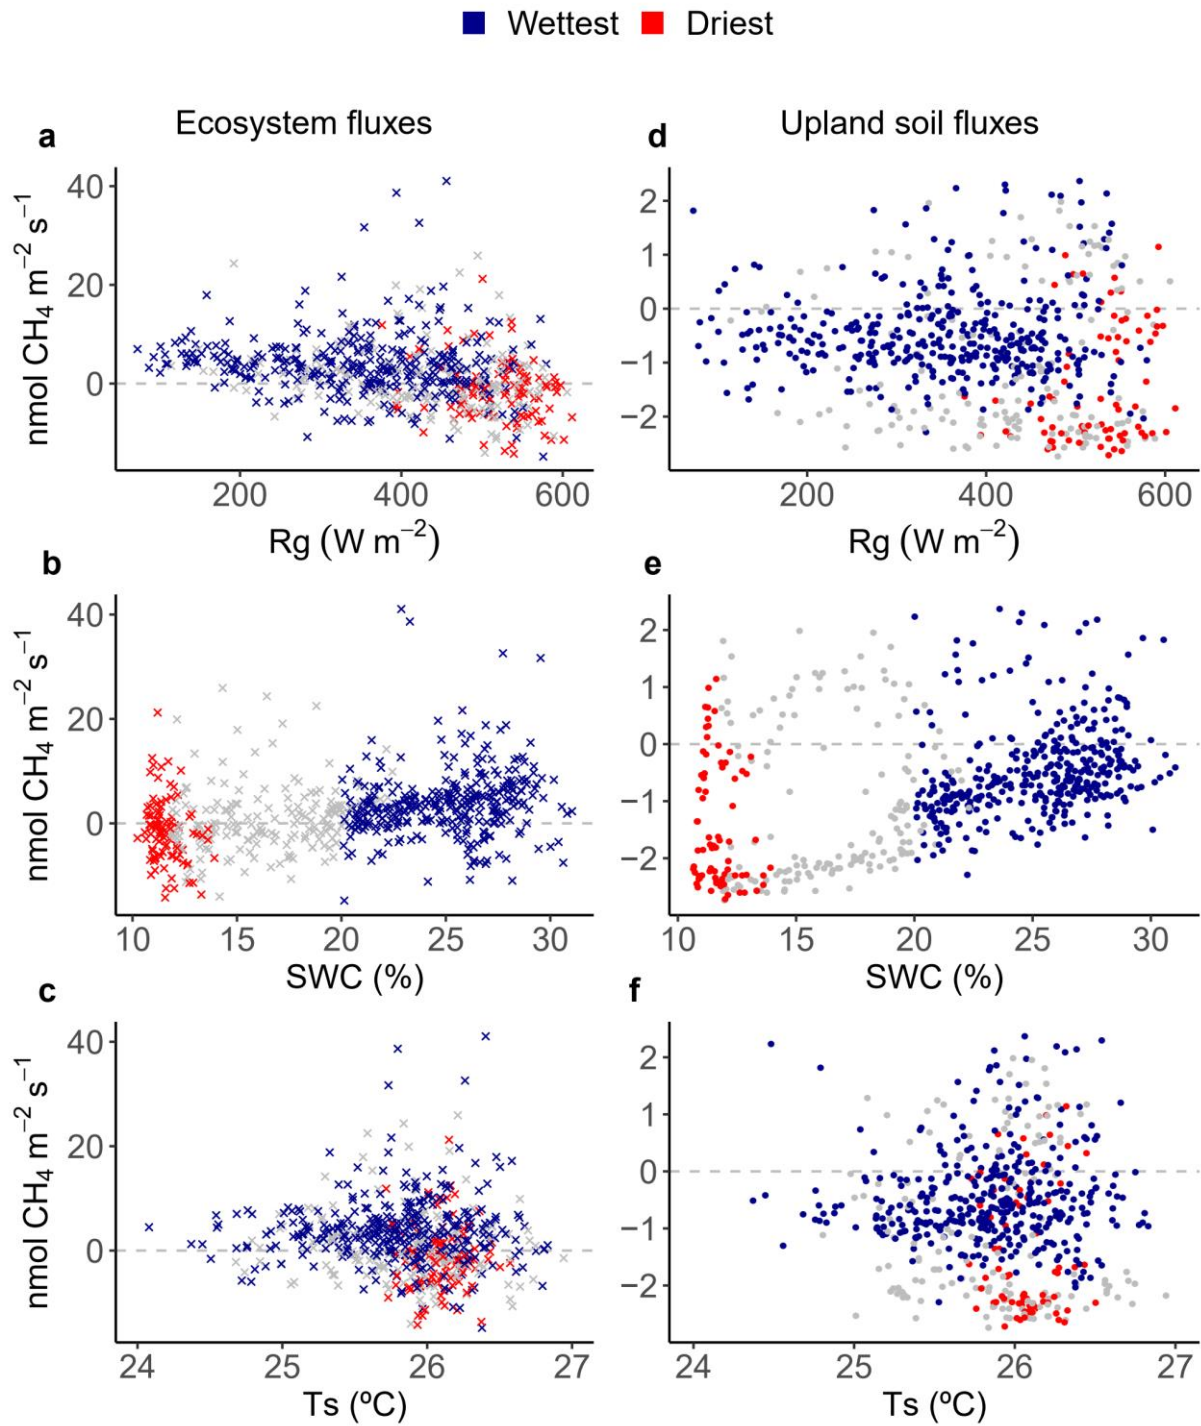 Wettest Driest
Ecosystem fluxes
Upland soil fluxes
a
nmol CH₄ m⁻² s⁻¹
40
20
0
200 400 600
Rg (W m⁻²)
d
2
1
0
−1
−2
200 400 600
Rg (W m⁻²)
b
nmol CH₄ m⁻² s⁻¹
40
20
0
10 15 20 25 30
SWC (%)
e
2
1
0
−1
−2
10 15 20 25 30
SWC (%)
c
nmol CH₄ m⁻² s⁻¹
40
20
0
24 25 26 27
Ts (ºC)
f
2
1
0
−1
−2
24 25 26 27
Ts (ºC)